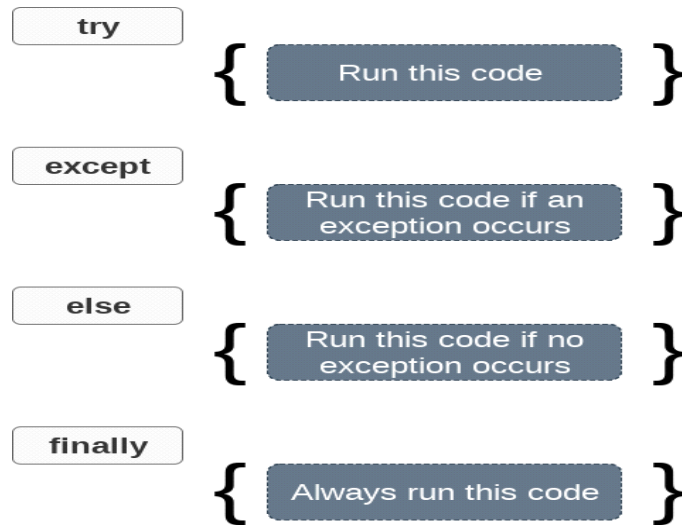 try
{ Run this code }
except
{ Run this code if an
exception occurs }
else
{ Run this code if no
exception occurs }
finally
{ Always run this code }